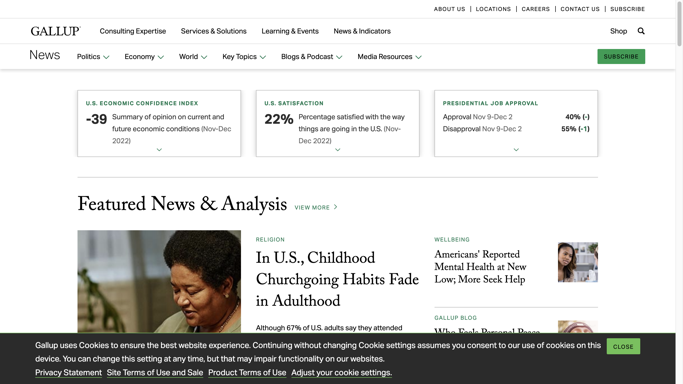 ABOUT US | LOCATIONS | CAREERS | CONTACT US | SUBSCRIBE
GALLUP Consulting Expertise Services & Solutions Learning & Events News & Indicators Shop
News Politics Economy World Key Topics Blogs & Podcast Media Resources SUBSCRIBE
U.S. ECONOMIC CONFIDENCE INDEX
-39 Summary of opinion on current and
future economic conditions (Nov-Dec
2022)
U.S. SATISFACTION
22% Percentage satisfied with the way
things are going in the U.S. (Nov-
Dec 2022)
PRESIDENTIAL JOB APPROVAL
Approval Nov 9-Dec 2 40% (-)
Disapproval Nov 9-Dec 2 55% (-1)
Featured News & Analysis VIEW MORE
RELIGION
In U.S., Childhood
Churchgoing Habits Fade
in Adulthood
Although 67% of U.S. adults say they attended
WELLBEING
Americans' Reported
Mental Health at New
Low; More Seek Help
GALLUP BLOG
Who Feels Personal Peace
Gallup uses Cookies to ensure the best website experience. Continuing without changing Cookie settings assumes you consent to our use of cookies on this
device. You can change this setting at any time, but that may impair functionality on our websites.
Privacy Statement Site Terms of Use and Sale Product Terms of Use Adjust your cookie settings.
CLOSE